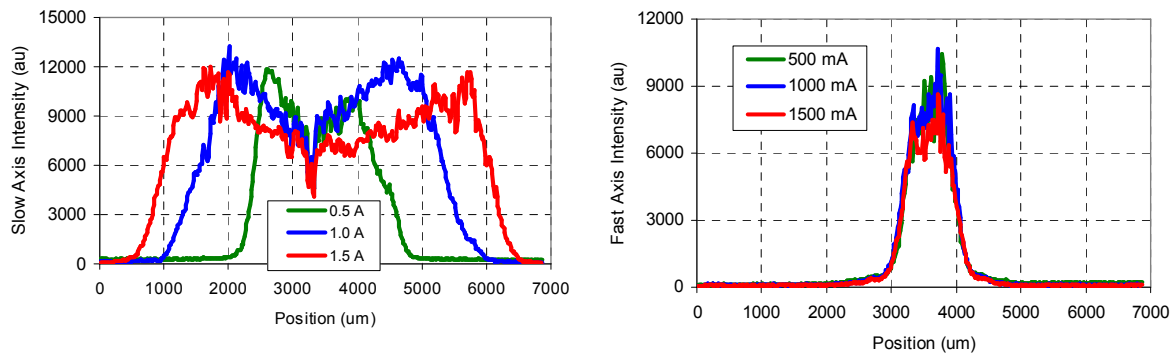 Slow Axis Intensity (au)
15000
12000
9000
6000
3000
0
0.5 A
1.0 A
1.5 A
0 1000 2000 3000 4000 5000 6000 7000
Position (um)
Fast Axis Intensity (au)
12000
9000
6000
3000
0
500 mA
1000 mA
1500 mA
0 1000 2000 3000 4000 5000 6000 7000
Position (um)